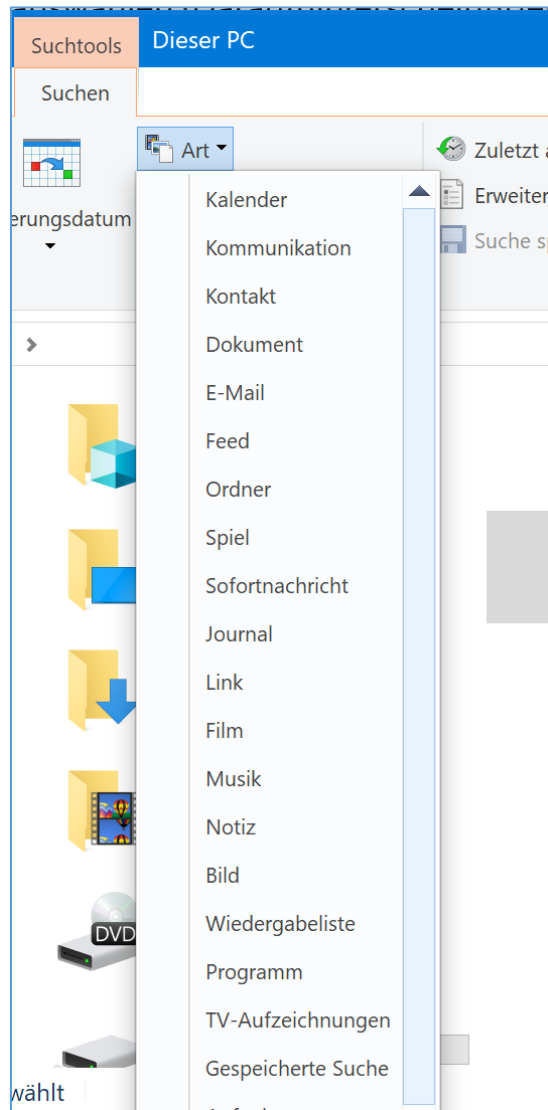 Suchtools
Dieser PC
Suchen
Art
erungsdatum
Zuletzt a
Erweiter
Suche s
Kalender
Kommunikation
Kontakt
Dokument
E-Mail
Feed
Ordner
Spiel
Sofortnachricht
Journal
Link
Film
Musik
Notiz
Bild
Wiedergabeliste
Programm
TV-Aufzeichnungen
Gespeicherte Suche
DVD
wählt